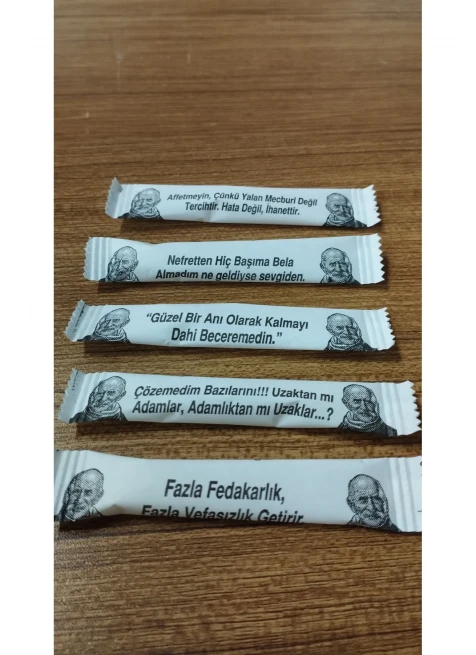 Affetmeyin, Çünkü Yalan Mecburi Değil
Tercihtir. Hata Değil, İhanettir.
Nefretten Hiç Başıma Bela
Almadım ne geldiyse sevgiden.
"Güzel Bir Anı Olarak Kalmayı
Dahi Beceremedin."
Çözemedim Bazılarını!!! Uzaktan mı
Adamlar, Adamlıktan mı Uzaklar...?
Fazla Fedakarlık,
Fazla Vefasızlık Getirir.